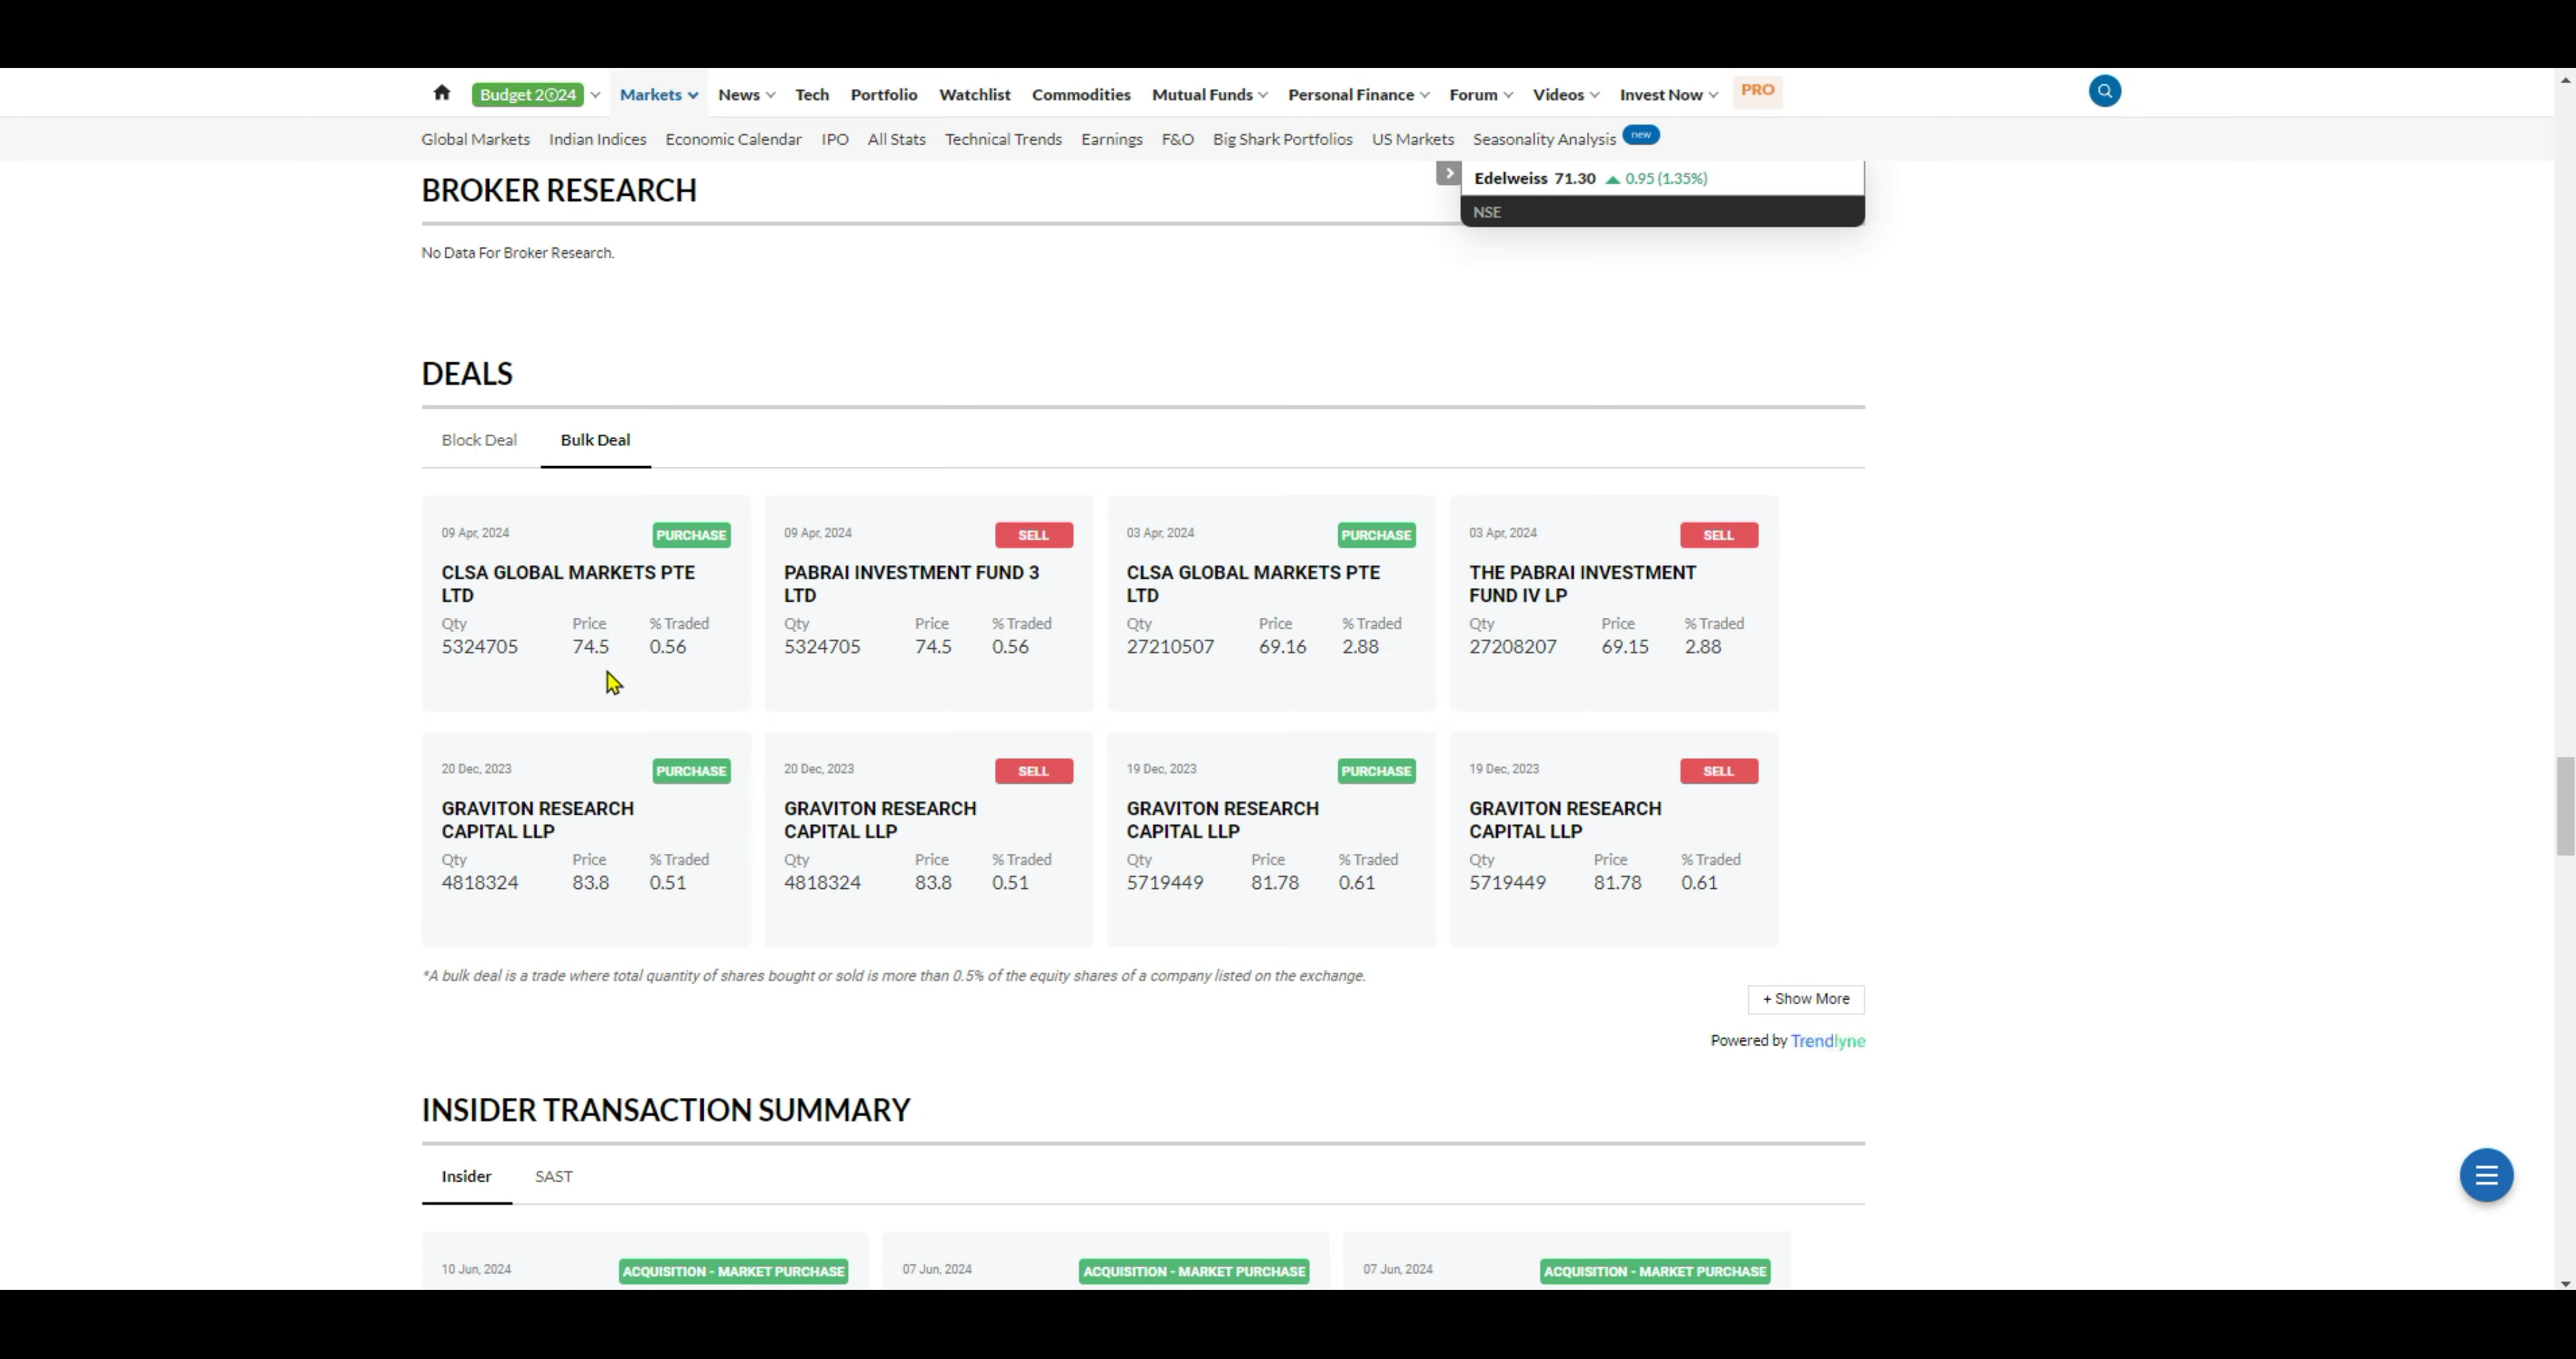 Budget 2024 Markets News Tech Portfolio Watchlist Commodities Mutual Funds Personal Finance Forum Videos Invest Now PRO
Global Markets Indian Indices Economic Calendar IPO All Stats Technical Trends Earnings F&O Big Shark Portfolios US Markets Seasonality Analysis new
Edelweiss 71.30 0.95 (1.35%)
NSE
BROKER RESEARCH
No Data For Broker Research.
DEALS
Block Deal Bulk Deal
09 Apr, 2024 PURCHASE
CLSA GLOBAL MARKETS PTE
LTD
Qty Price % Traded
5324705 74.5 0.56
09 Apr, 2024 SELL
PABRAI INVESTMENT FUND 3
LTD
Qty Price % Traded
5324705 74.5 0.56
03 Apr, 2024 PURCHASE
CLSA GLOBAL MARKETS PTE
LTD
Qty Price % Traded
27210507 69.16 2.88
03 Apr, 2024 SELL
THE PABRAI INVESTMENT
FUND IV LP
Qty Price % Traded
27208207 69.15 2.88
20 Dec, 2023 PURCHASE
GRAVITON RESEARCH
CAPITAL LLP
Qty Price % Traded
4818324 83.8 0.51
20 Dec, 2023 SELL
GRAVITON RESEARCH
CAPITAL LLP
Qty Price % Traded
4818324 83.8 0.51
19 Dec, 2023 PURCHASE
GRAVITON RESEARCH
CAPITAL LLP
Qty Price % Traded
5719449 81.78 0.61
19 Dec, 2023 SELL
GRAVITON RESEARCH
CAPITAL LLP
Qty Price % Traded
5719449 81.78 0.61
*A bulk deal is a trade where total quantity of shares bought or sold is more than 0.5% of the equity shares of a company listed on the exchange.
+ Show More
Powered by Trendlyne
INSIDER TRANSACTION SUMMARY
Insider SAST
10 Jun, 2024 ACQUISITION - MARKET PURCHASE
07 Jun, 2024 ACQUISITION - MARKET PURCHASE
07 Jun, 2024 ACQUISITION - MARKET PURCHASE